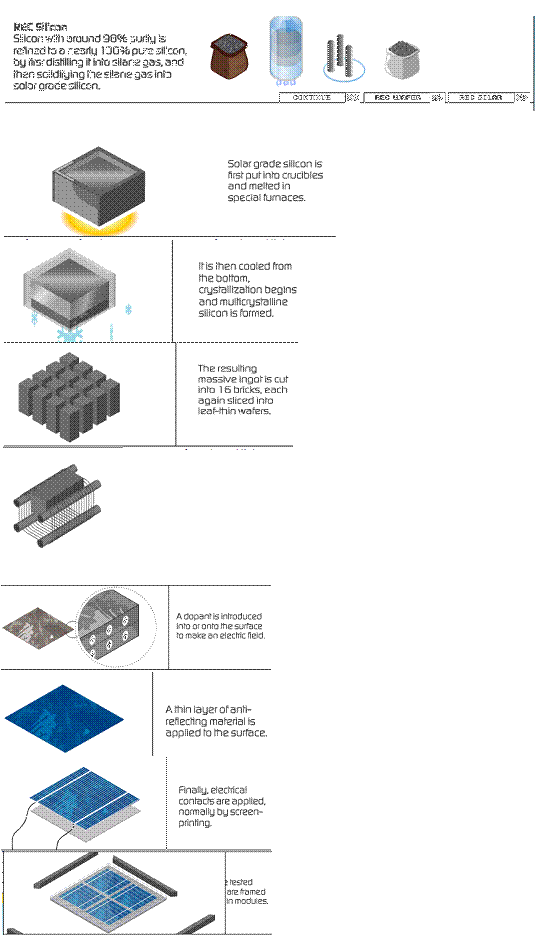 REC Silicon
Silicon with around 98% purity is
refined to a nearly 100% pure silicon,
by first distilling it into silane gas, and
then solidifying the silane gas into
solar grade silicon.
CONTINUE
REC WAFER
REC SOLAR
Solar grade silicon is
first put into crucibles
and melted in
special furnaces.
It is then cooled from
the bottom,
crystallization begins
and multicrystalline
silicon is formed.
The resulting
massive ingot is cut
into 16 bricks, each
again sliced into
leaf-thin wafers.
A dopant is introduced
into or onto the surface
to make an electric field.
A thin layer of anti-
reflecting material is
applied to the surface.
Finally, electrical
contacts are applied,
normally by screen-
printing.
tested
are framed
in modules.